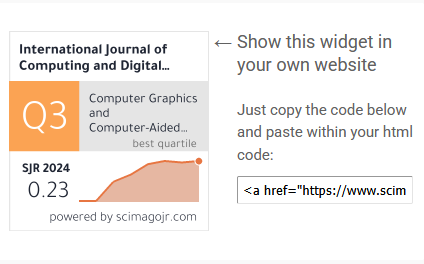 International Journal of
Computing and Digital...
Q3
Computer Graphics
and
Computer-Aided...
best quartile
SJR 2024
0.23
powered by scimagojr.com
← Show this widget in
your own website
Just copy the code below
and paste within your html
code:
<a href="https://www.scim